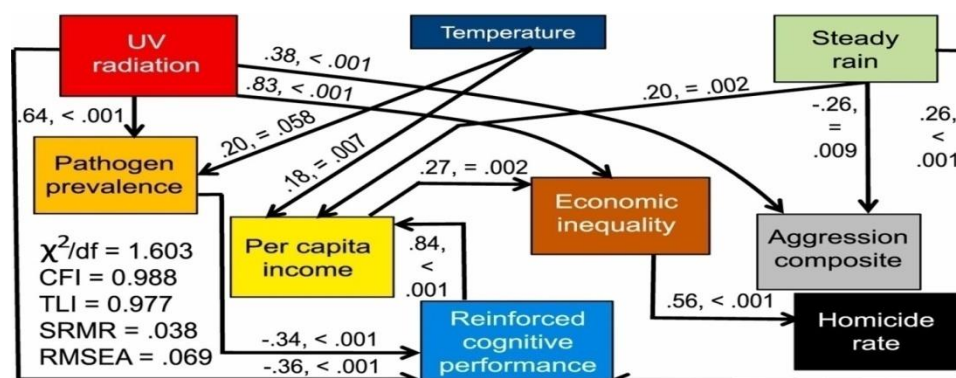 UV
radiation
Temperature
Steady
rain
.38, < .001
.83, < .001
.20, = .002
.64, < .001
.20, = .058
.18, = .007
-.26,
=
.009
.26,
<
.001
Pathogen
prevalence
.27, = .002
Economic
inequality
Per capita
income
.84,
<
.001
Aggression
composite
χ²/df = 1.603
CFI = 0.988
TLI = 0.977
SRMR = .038
RMSEA = .069
.56, < .001
Homicide
rate
Reinforced
cognitive
performance
-.34, < .001
-.36, < .001